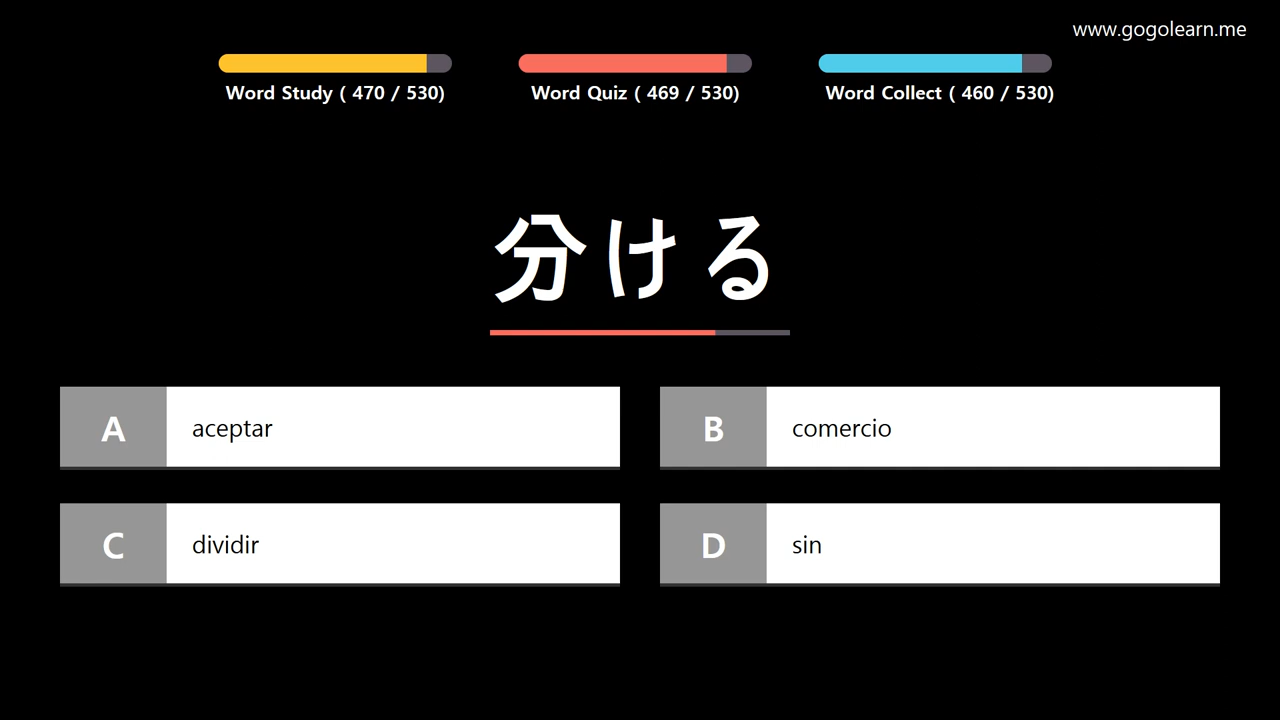 www.gogolearn.me
Word Study ( 470 / 530)
Word Quiz ( 469 / 530)
Word Collect ( 460 / 530)
分ける
A aceptar
B comercio
C dividir
D sin